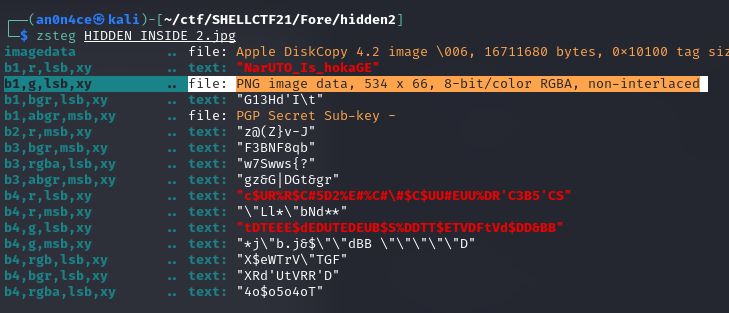 ┌──(an0n4ce㉿kali)-[~/ctf/SHELLCTF21/Fore/hidden2]
└─$ zsteg HIDDEN INSIDE 2.jpg
imagedata .. file: Apple DiskCopy 4.2 image \006, 16711680 bytes, 0×10100 tag siz
b1,r,lsb,xy .. text: "NarUTO_Is_hokaGE"
b1,g,lsb,xy .. file: PNG image data, 534 x 66, 8-bit/color RGBA, non-interlaced
b1,bgr,lsb,xy .. text: "G13Hd'I\t"
b1,abgr,msb,xy .. file: PGP Secret Sub-key -
b2,r,msb,xy .. text: "z@(Z}v-J"
b3,bgr,msb,xy .. text: "F3BNF8qb"
b3,rgba,lsb,xy .. text: "w7Swws{?"
b3,abgr,msb,xy .. text: "gz&G|DGt&gr"
b4,r,lsb,xy .. text: "c$UR%R$C#5D2%E#%C#\#$C$UU#EUU%DR'C3B5'CS"
b4,r,msb,xy .. text: "\"Ll*\"bNd**"
b4,g,lsb,xy .. text: "tDTEEE$dEDUTEDEUB$S%DDTT$ETVDFtVd$DD&BB"
b4,g,msb,xy .. text: "*j\"b.j&$\"\"dBB \"\"\"\"\"D"
b4,rgb,lsb,xy .. text: "X$eWTrV\"TGF"
b4,bgr,lsb,xy .. text: "XRd'UtVRR'D"
b4,rgba,lsb,xy .. text: "4o$o5o4oT"